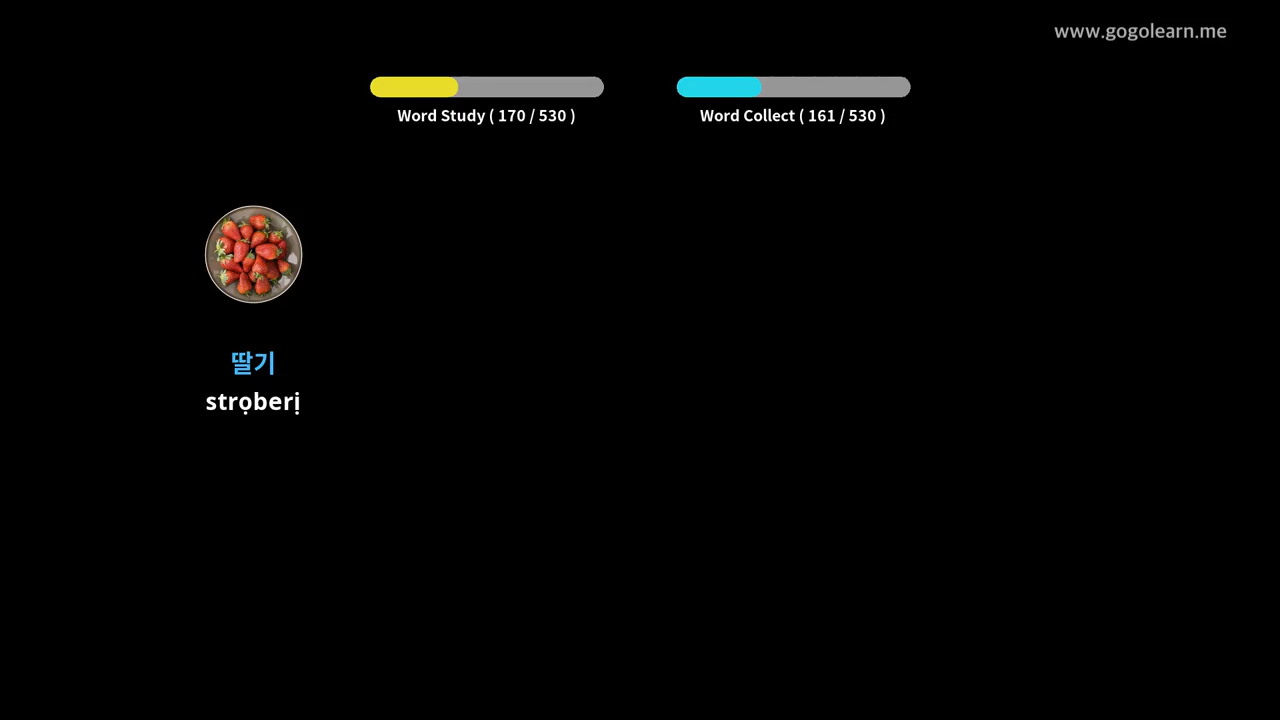 www.gogolearn.me
Word Study ( 170 / 530 )
Word Collect ( 161 / 530 )
딸기
strọberị